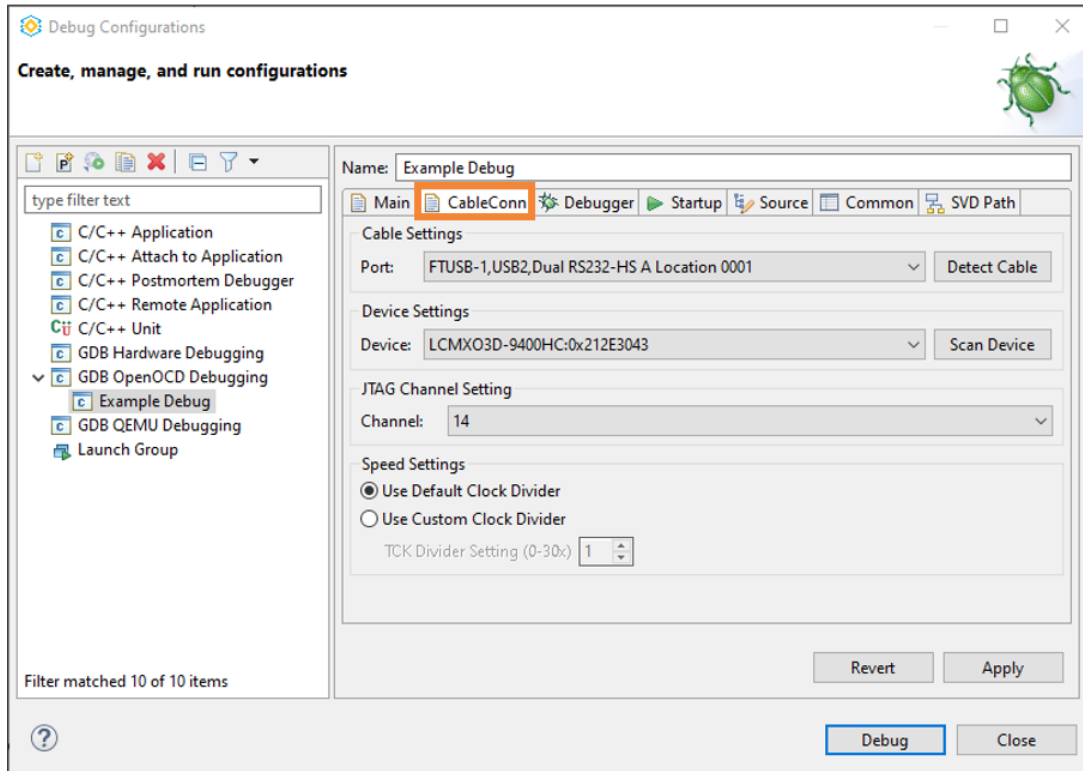 Debug Configurations
Create, manage, and run configurations
type filter text
C/C++ Application
C/C++ Attach to Application
C/C++ Postmortem Debugger
C/C++ Remote Application
C/C++ Unit
GDB Hardware Debugging
GDB OpenOCD Debugging
Example Debug
GDB QEMU Debugging
Launch Group
Filter matched 10 of 10 items
Name: Example Debug
Main CableConn Debugger Startup Source Common SVD Path
Cable Settings
Port: FTUSB-1,USB2,Dual RS232-HS A Location 0001 Detect Cable
Device Settings
Device: LCMXO3D-9400HC:0x212E3043 Scan Device
JTAG Channel Setting
Channel: 14
Speed Settings
Use Default Clock Divider
Use Custom Clock Divider
TCK Divider Setting (0-30x) 1
Revert Apply
Debug Close